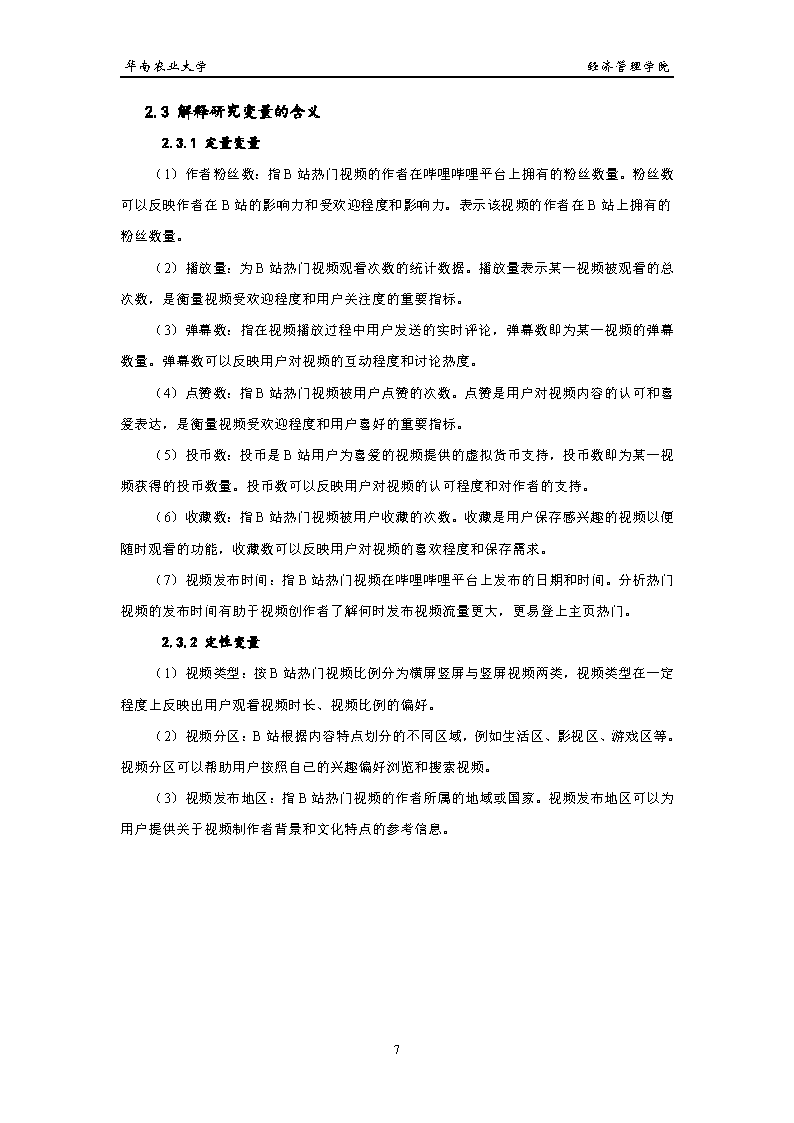 华南农业大学 经济管理学院
2.3 解释研究变量的含义
2.3.1 定量变量
（1）作者粉丝数：指 B 站热门视频的作者在哔哩哔哩平台上拥有的粉丝数量。粉丝数
可以反映作者在 B 站的影响力和受欢迎程度和影响力。表示该视频的作者在 B 站上拥有的
粉丝数量。
（2）播放量：为 B 站热门视频观看次数的统计数据。播放量表示某一视频被观看的总
次数，是衡量视频受欢迎程度和用户关注度的重要指标。
（3）弹幕数：指在视频播放过程中用户发送的实时评论，弹幕数即为某一视频的弹幕
数量。弹幕数可以反映用户对视频的互动程度和讨论热度。
（4）点赞数：指 B 站热门视频被用户点赞的次数。点赞是用户对视频内容的认可和喜
爱表达，是衡量视频受欢迎程度和用户喜好的重要指标。
（5）投币数：投币是 B 站用户为喜爱的视频提供的虚拟货币支持，投币数即为某一视
频获得的投币数量。投币数可以反映用户对视频的认可程度和对作者的支持。
（6）收藏数：指 B 站热门视频被用户收藏的次数。收藏是用户保存感兴趣的视频以便
随时观看的功能，收藏数可以反映用户对视频的喜欢程度和保存需求。
（7）视频发布时间：指 B 站热门视频在哔哩哔哩平台上发布的日期和时间。分析热门
视频的发布时间有助于视频创作者了解何时发布视频流量更大，更易登上主页热门。
2.3.2 定性变量
（1）视频类型：按 B 站热门视频比例分为横屏竖屏与竖屏视频两类，视频类型在一定
程度上反映出用户观看视频时长、视频比例的偏好。
（2）视频分区：B 站根据内容特点划分的不同区域，例如生活区、影视区、游戏区等。
视频分区可以帮助用户按照自己的兴趣偏好浏览和搜索视频。
（3）视频发布地区：指 B 站热门视频的作者所属的地域或国家。视频发布地区可以为
用户提供关于视频制作者背景和文化特点的参考信息。
7